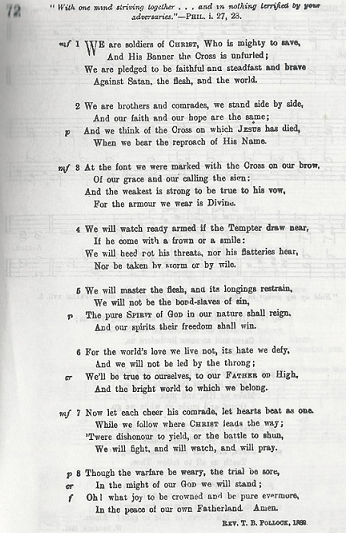 72
"With one mind striving together . . . and in nothing terrified by your
adversaries."—PHIL. i. 27, 28.
mf 1 WE are soldiers of CHRIST, Who is mighty to save,
And His Banner the Cross is unfurled;
We are pledged to be faithful and steadfast and brave
Against Satan, the flesh, and the world.
2 We are brothers and comrades, we stand side by side,
And our faith and our hope are the same;
p And we think of the Cross on which JESUS has died,
When we bear the reproach of His Name.
mf 3 At the font we were marked with the Cross on our brow,
Of our grace and our calling the sign:
And the weakest is strong to be true to his vow,
For the armour we wear is Divine.
4 We will watch ready armed if the Tempter draw near,
If he come with a frown or a smile:
We will heed not his threats, nor his flatteries hear,
Nor be taken by storm or by wile.
5 We will master the flesh, and its longings restrain,
We will not be the bond-slaves of sin,
p The pure SPIRIT of GOD in our nature shall reign,
And our spirits their freedom shall win.
6 For the world's love we live not, its hate we defy,
And we will not be led by the throng;
cr We'll be true to ourselves, to our FATHER on High,
And the bright world to which we belong.
mf 7 Now let each cheer his comrade, let hearts beat as one
While we follow where CHRIST leads the way;
'Twere dishonour to yield, or the battle to shun,
We will fight, and will watch, and will pray.
p 8 Though the warfare be weary, the trial be sore,
cr In the might of our GOD we will stand;
f Oh! what joy to be crowned and be pure evermore,
In the peace of our own Fatherland. Amen.
REV. T. B. POLLOCK, 1889.